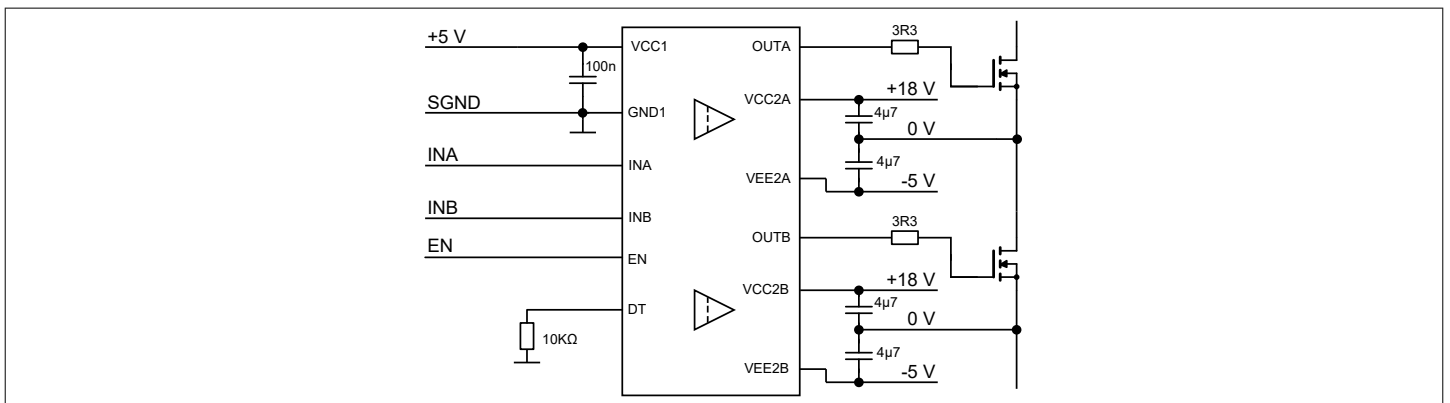 +5 V
VCC1
OUTA
3R3
100n
VCC2A
+18 V
4µ7
SGND
GND1
0 V
INA
INA
4µ7
VEE2A
-5 V
INB
INB
3R3
OUTB
EN
EN
VCC2B
+18 V
4µ7
DT
0 V
10KΩ
4µ7
VEE2B
-5 V